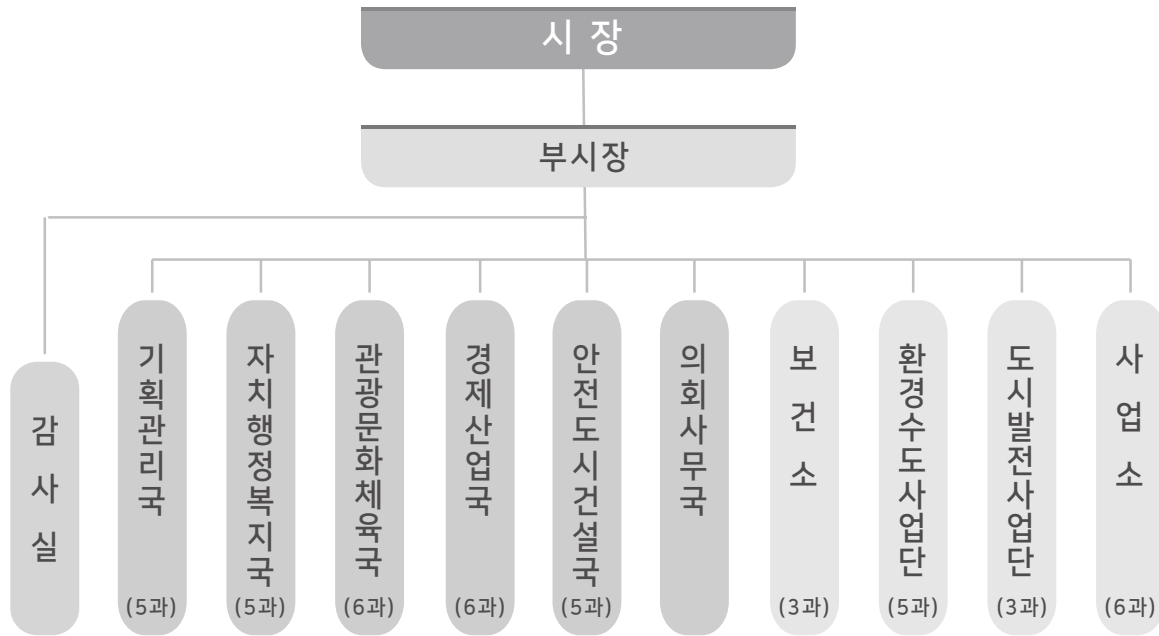 시 장
부시장
감사실
기획관리국
(5과)
자치행정복지국
(5과)
관광문화체육국
(6과)
경제산업국
(6과)
안전도시건설국
(5과)
의회사무국
보건소
(3과)
환경수도사업단
(5과)
도시발전사업단
(3과)
사업소
(6과)